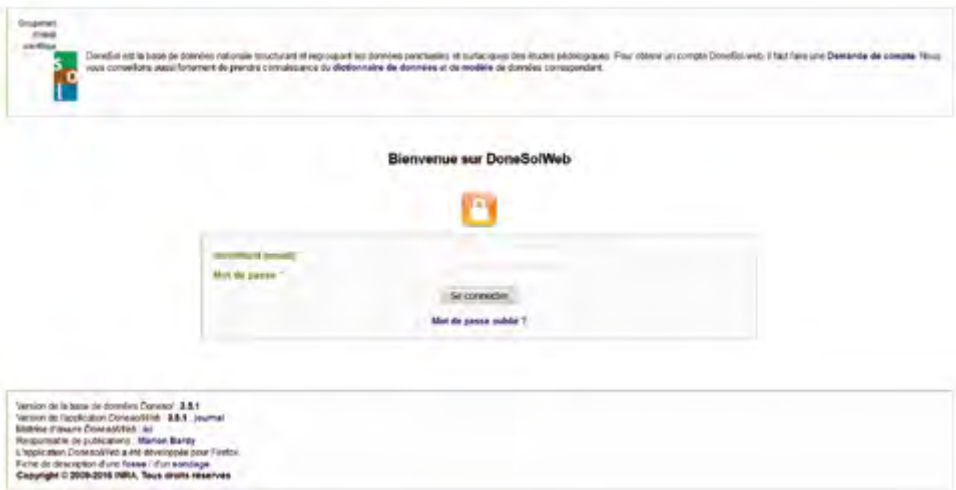 Groupement
d'intérêt
scientifique
S
O
l
DoneSol est la base de données nationale structurant et regroupant les données ponctuelles et surfaciques des études pédologiques. Pour obtenir un compte DoneSol-web, il faut faire une Demande de compte. Nous
vous conseillons aussi fortement de prendre connaissance du dictionnaire de données et de modèle de données correspondant.
Bienvenue sur DoneSolWeb
Identifiant (email) *
Mot de passe *
Se connecter
Mot de passe oublié ?
Version de la base de données Donesol : 3.5.1
Version de l'application DonesolWeb : 3.5.1 journal
Maîtrise d'œuvre DonesolWeb :
Responsable de publications : Marion Bardy
L'application DonesolWeb a été développée pour Firefox.
Fiche de description d'une fosse / d'un sondage
Copyright © 2009-2016 INRA, Tous droits réservés